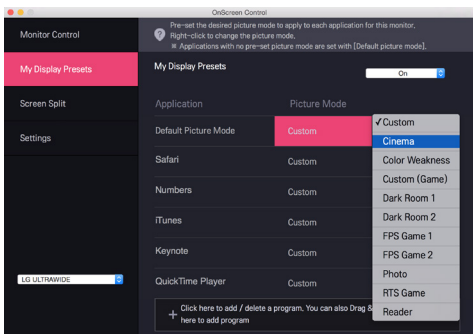 OnScreen Control
Monitor Control
My Display Presets
Screen Split
Settings
LG ULTRAWIDE
?
Pre-set the desired picture mode to apply to each application for this monitor.
Right-click to change the picture mode.
※ Applications with no pre-set picture mode are set with [Default picture mode].
My Display Presets
On
Application Picture Mode
Default Picture Mode Custom
Safari Custom
Numbers Custom
iTunes Custom
Keynote Custom
QuickTime Player Custom
✓Custom
Cinema
Color Weakness
Custom (Game)
Dark Room 1
Dark Room 2
FPS Game 1
FPS Game 2
Photo
RTS Game
Reader
+ Click here to add / delete a program. You can also Drag &
here to add program